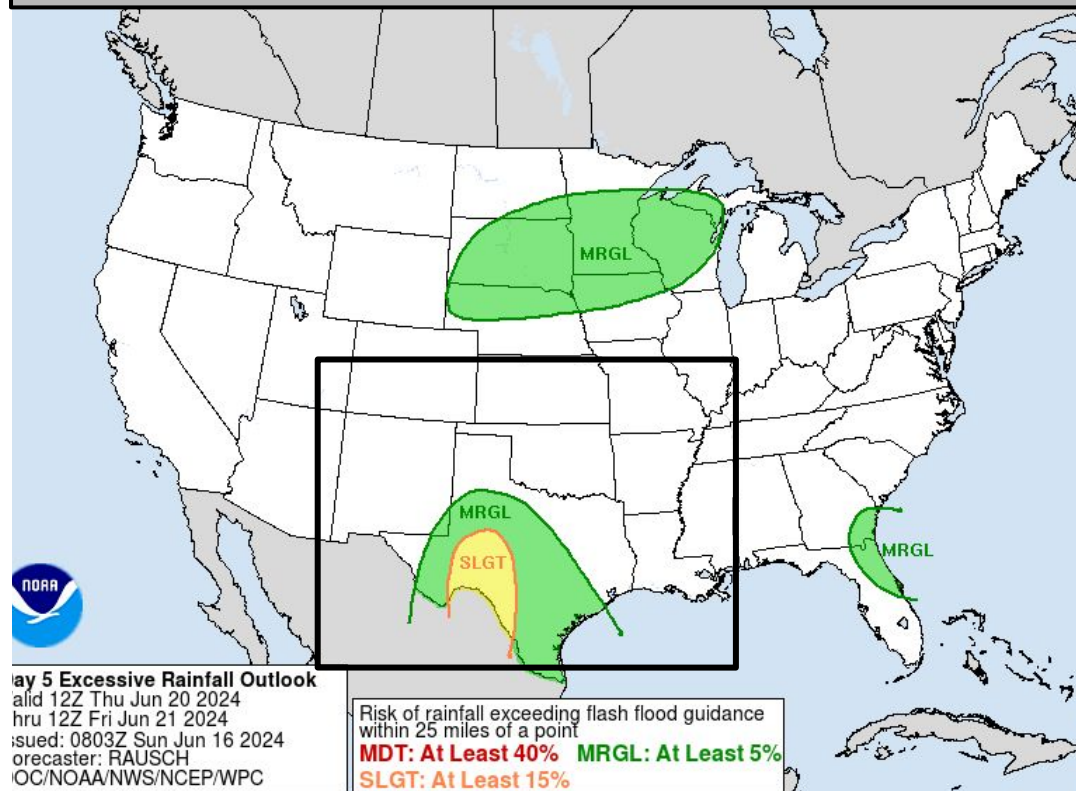 MRGL
MRGL
SLGT
MRGL
NOAA
ay 5 Excessive Rainfall Outlook
alid 12Z Thu Jun 20 2024
hru 12Z Fri Jun 21 2024
ssued: 0803Z Sun Jun 16 2024
orecaster: RAUSCH
DOC/NOAA/NWS/NCEP/WPC
Risk of rainfall exceeding flash flood guidance
within 25 miles of a point
MDT: At Least 40% MRGL: At Least 5%
SLGT: At Least 15%